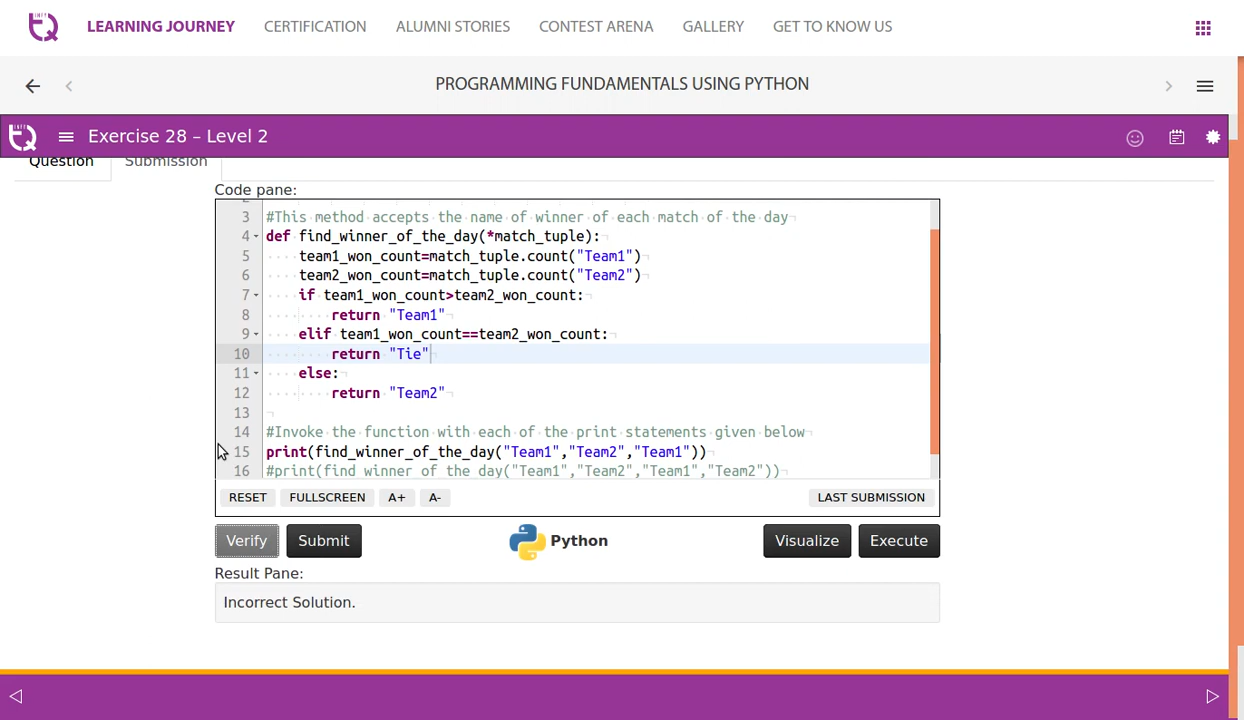 LEARNING JOURNEY CERTIFICATION ALUMNI STORIES CONTEST ARENA GALLERY GET TO KNOW US
PROGRAMMING FUNDAMENTALS USING PYTHON
Exercise 28 – Level 2
Question Submission
Code pane:
3 #This method accepts the name of winner of each match of the day
4 def find_winner_of_the_day(*match_tuple):
5 team1_won_count=match_tuple.count("Team1")
6 team2_won_count=match_tuple.count("Team2")
7 if team1_won_count>team2_won_count:
8 return "Team1"
9 elif team1_won_count==team2_won_count:
10 return "Tie"
11 else:
12 return "Team2"
13
14 #Invoke the function with each of the print statements given below
15 print(find_winner_of_the_day("Team1","Team2","Team1"))
16 #print(find_winner_of_the_day("Team1","Team2","Team1","Team2"))
RESET FULLSCREEN A+ A- LAST SUBMISSION
Verify Submit Python Visualize Execute
Result Pane:
Incorrect Solution.